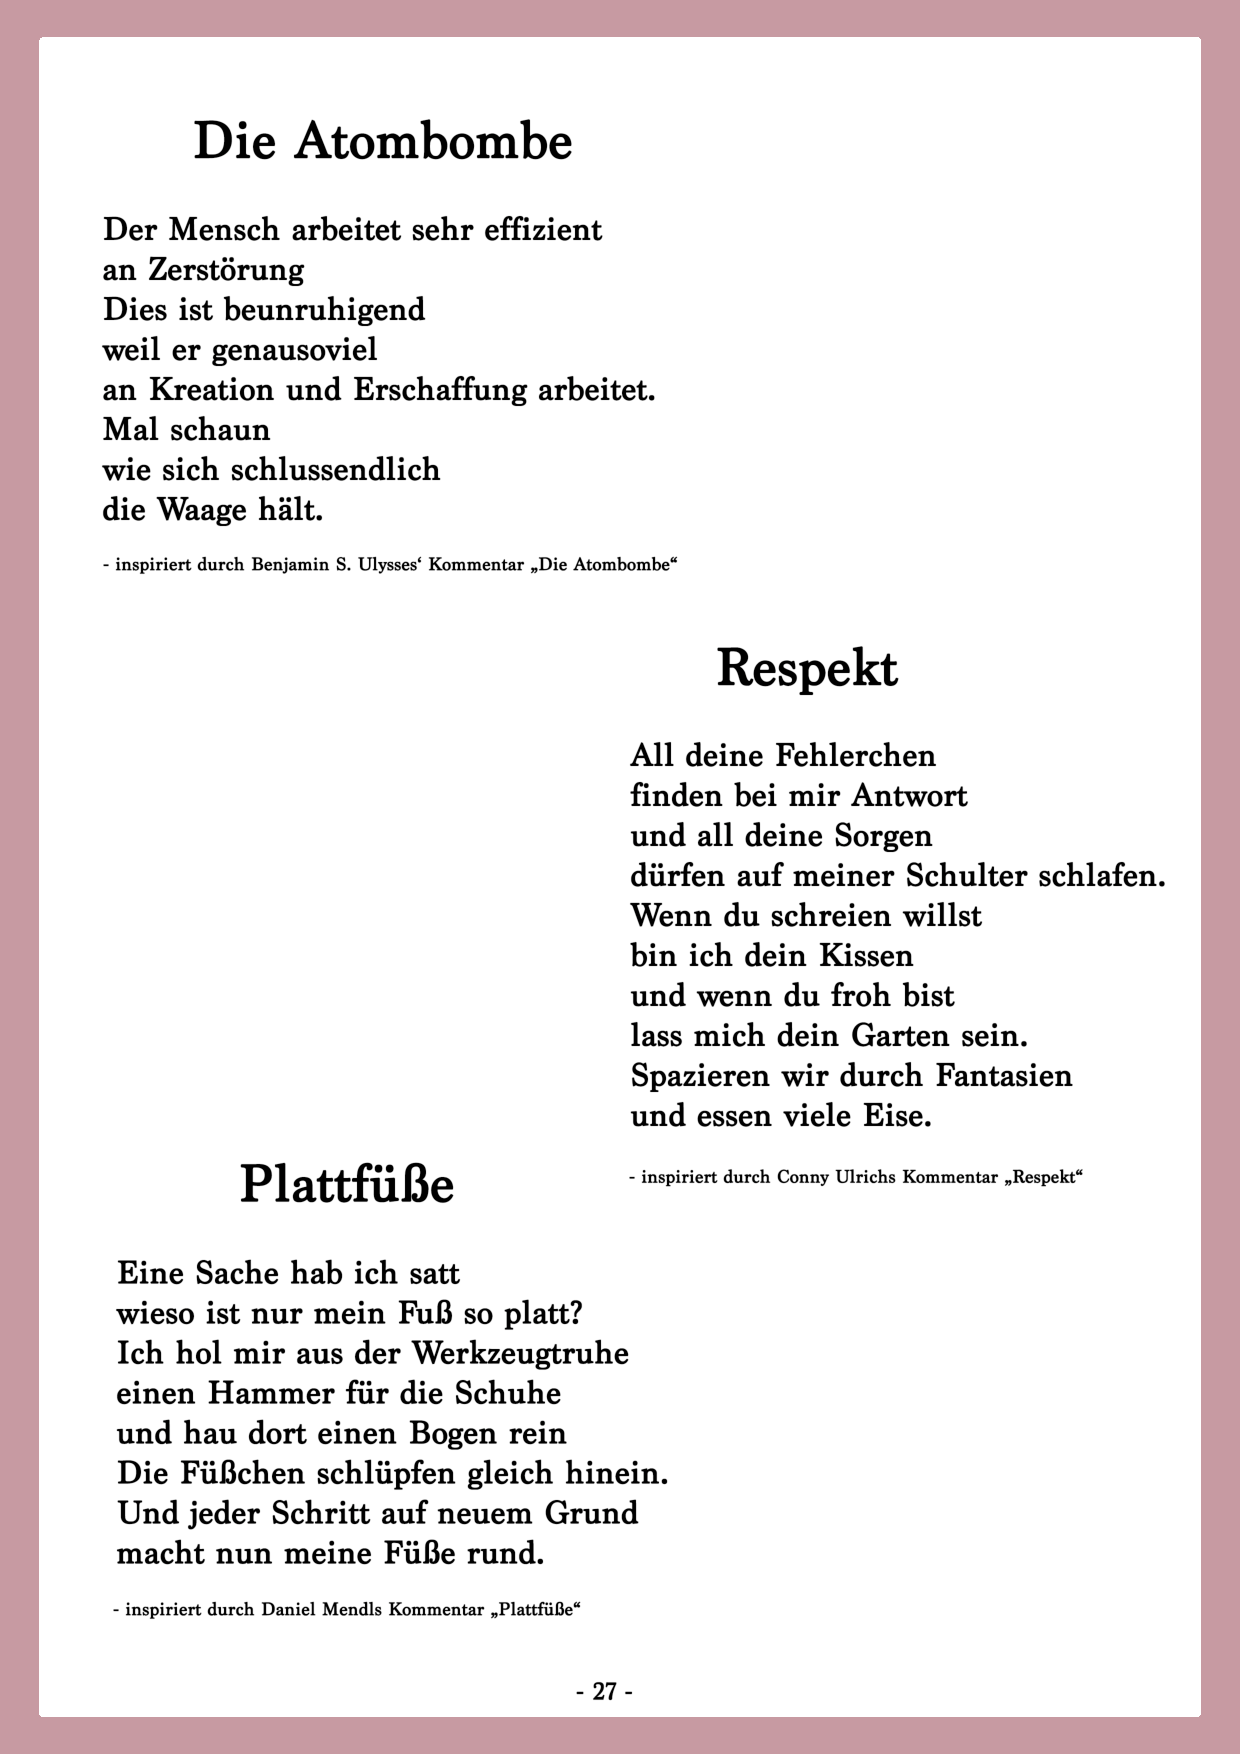 Die Atombombe
Der Mensch arbeitet sehr effizient
an Zerstörung
Dies ist beunruhigend
weil er genausoviel
an Kreation und Erschaffung arbeitet.
Mal schaun
wie sich schlussendlich
die Waage hält.
- inspiriert durch Benjamin S. Ulysses‘ Kommentar „Die Atombombe“
Respekt
All deine Fehlerchen
finden bei mir Antwort
und all deine Sorgen
dürfen auf meiner Schulter schlafen.
Wenn du schreien willst
bin ich dein Kissen
und wenn du froh bist
lass mich dein Garten sein.
Spazieren wir durch Fantasien
und essen viele Eise.
- inspiriert durch Conny Ulrichs Kommentar „Respekt“
Plattfüße
Eine Sache hab ich satt
wieso ist nur mein Fuß so platt?
Ich hol mir aus der Werkzeugtruhe
einen Hammer für die Schuhe
und hau dort einen Bogen rein
Die Füßchen schlüpfen gleich hinein.
Und jeder Schritt auf neuem Grund
macht nun meine Füße rund.
- inspiriert durch Daniel Mendls Kommentar „Plattfüße“
- 27 -